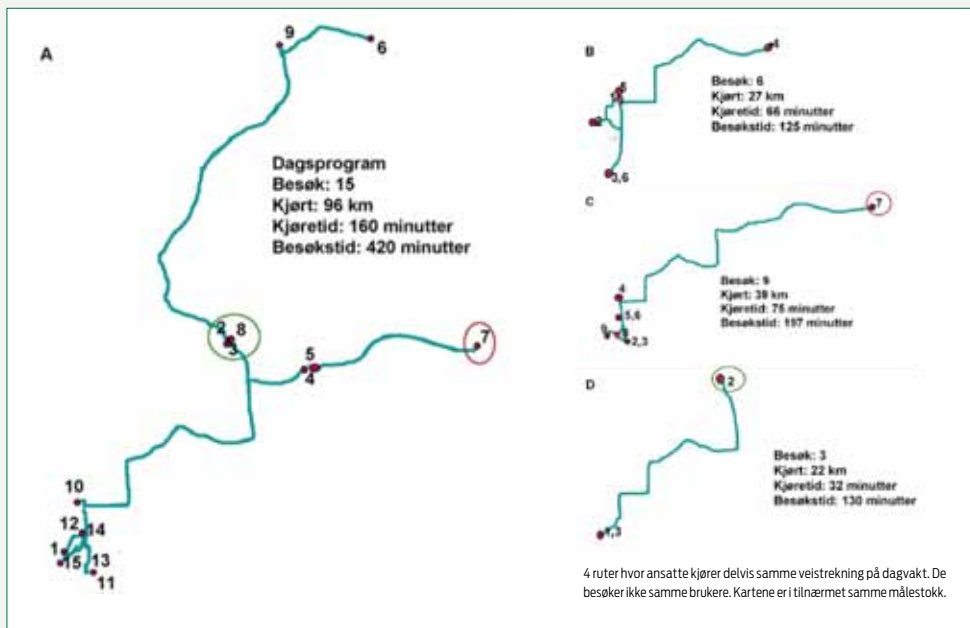 A
9
6
Dagsprogram
Besøk: 15
Kjørt: 96 km
Kjøretid: 160 minutter
Besøkstid: 420 minutter
2
8
3
5
4
7
10
12
14
1
15
13
11
B
4
Besøk: 6
Kjørt: 27 km
Kjøretid: 66 minutter
Besøkstid: 125 minutter
5
2
3,6
C
7
4
Besøk: 9
Kjørt: 39 km
Kjøretid: 75 minutter
Besøkstid: 197 minutter
5,6
2,3
D
2
Besøk: 3
Kjørt: 22 km
Kjøretid: 32 minutter
Besøkstid: 130 minutter
1,3
4 ruter hvor ansatte kjører delvis samme veistrekning på dagvakt. De
besøker ikke samme brukere. Kartene er i tilnærmet samme målestokk.